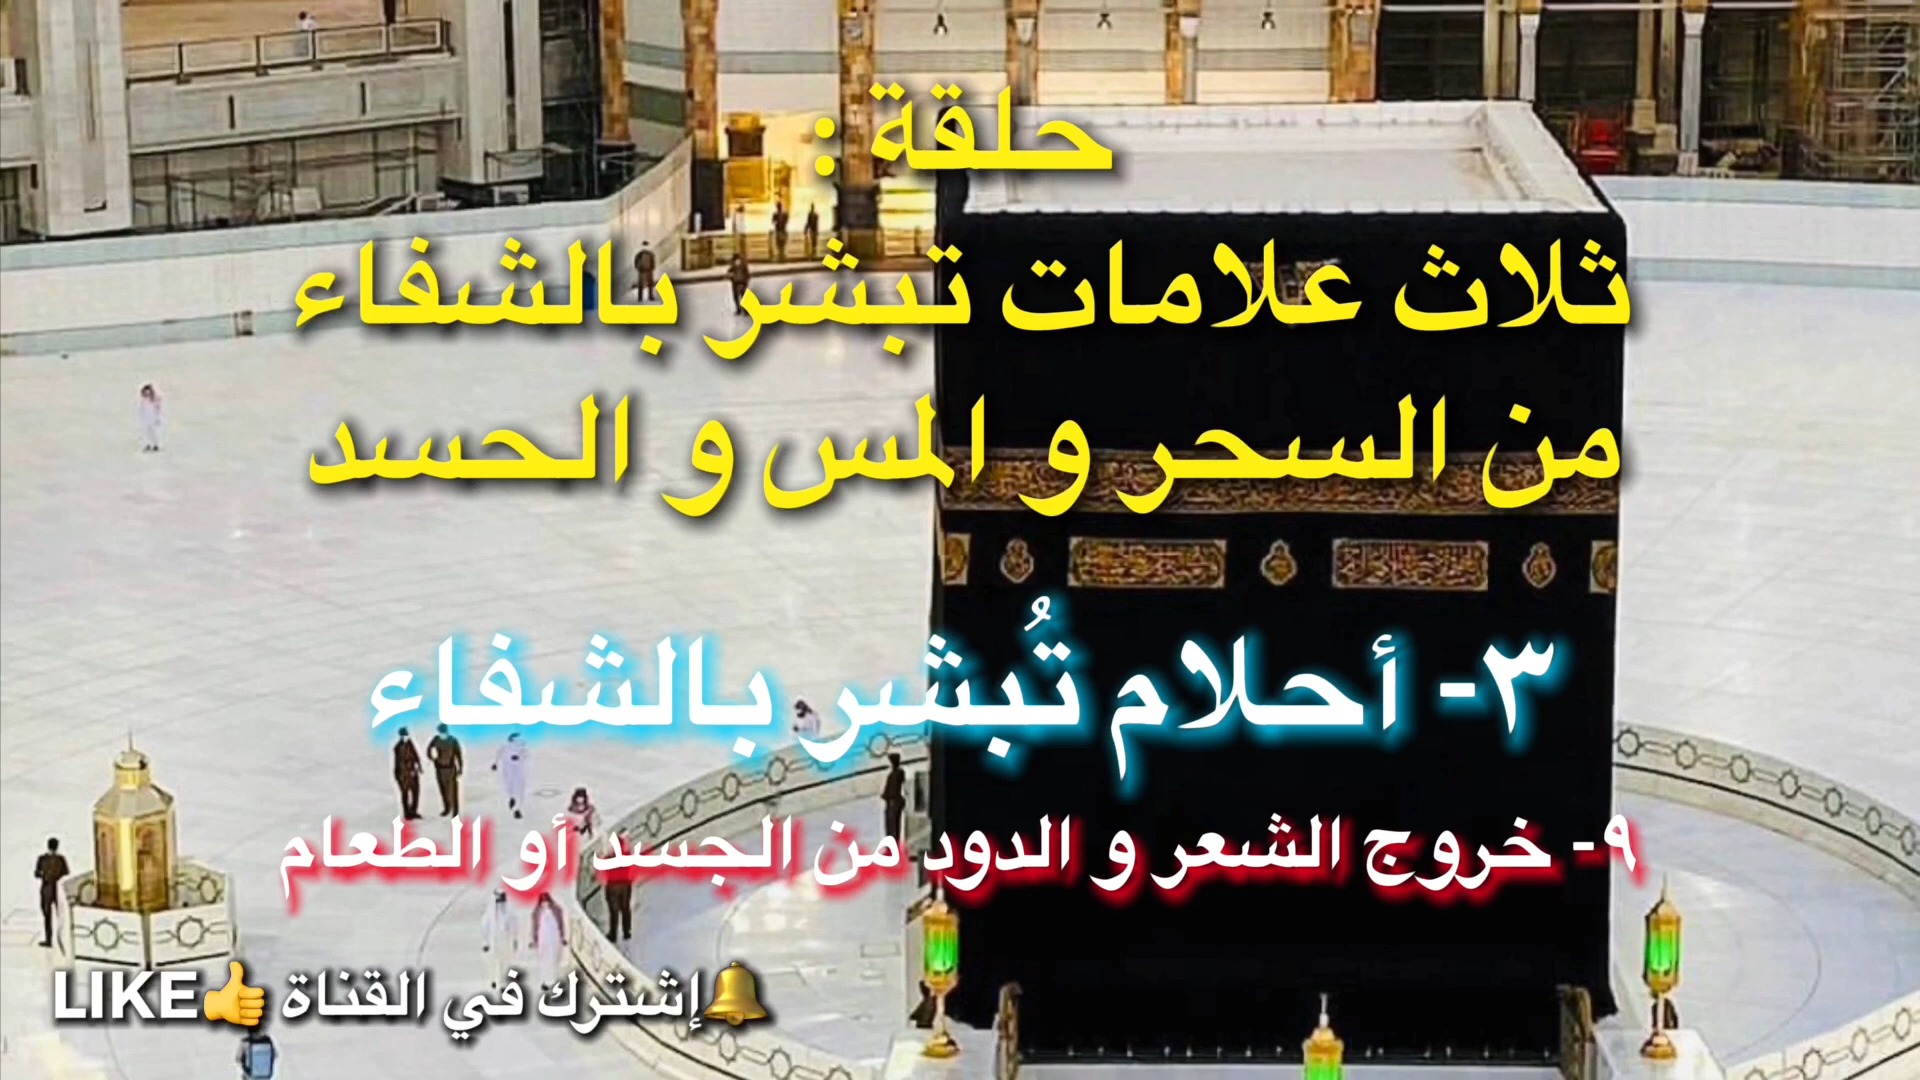 حلقة :
ثلاث علامات تبشر بالشفاء
من السحر و المس و الحسد
٣- أحلام تُبشر بالشفاء
٩- خروج الشعر و الدود من الجسد أو الطعام
🔔إشترك في القناة 👍LIKE